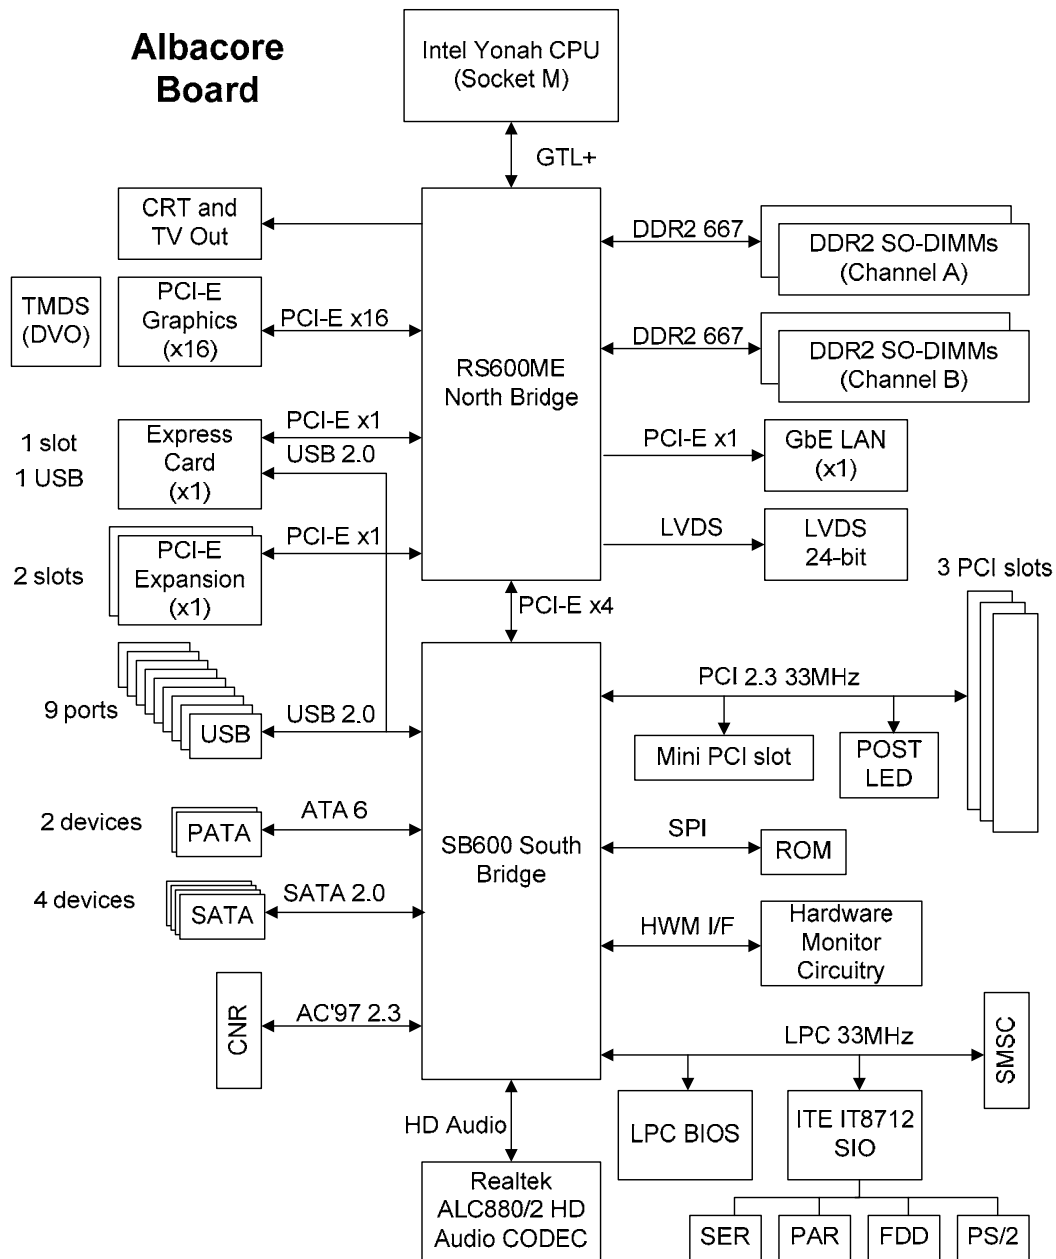 Albacore
Board
Intel Yonah CPU
(Socket M)
GTL+
CRT and
TV Out
DDR2 667
DDR2 SO-DIMMs
(Channel A)
TMDS
(DVO)
PCI-E
Graphics
(x16)
PCI-E x16
DDR2 667
DDR2 SO-DIMMs
(Channel B)
RS600ME
North Bridge
1 slot
1 USB
Express
Card
(x1)
PCI-E x1
USB 2.0
PCI-E x1
GbE LAN
(x1)
2 slots
PCI-E
Expansion
(x1)
PCI-E x1
LVDS
LVDS
24-bit
3 PCI slots
PCI-E x4
9 ports
USB
USB 2.0
PCI 2.3 33MHz
Mini PCI slot
POST
LED
2 devices
PATA
ATA 6
SB600 South
Bridge
SPI
ROM
4 devices
SATA
SATA 2.0
HWM I/F
Hardware
Monitor
Circuitry
CNR
AC'97 2.3
LPC 33MHz
SMSC
HD Audio
LPC BIOS
ITE IT8712
SIO
Realtek
ALC880/2 HD
Audio CODEC
SER
PAR
FDD
PS/2